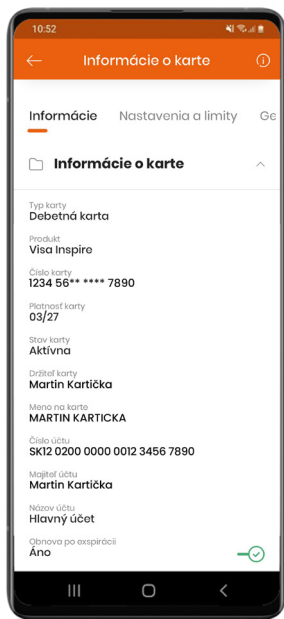 10:52
Informácie o karte
Informácie Nastavenia a limity Ge
Informácie o karte
Typ karty
Debetná karta
Produkt
Visa Inspire
Číslo karty
1234 56** **** 7890
Platnosť karty
03/27
Stav karty
Aktívna
Držiteľ karty
Martin Kartička
Meno na karte
MARTIN KARTICKA
Číslo účtu
SK12 0200 0000 0012 3456 7890
Majiteľ účtu
Martin Kartička
Názov účtu
Hlavný účet
Obnova po exspirácii
Áno